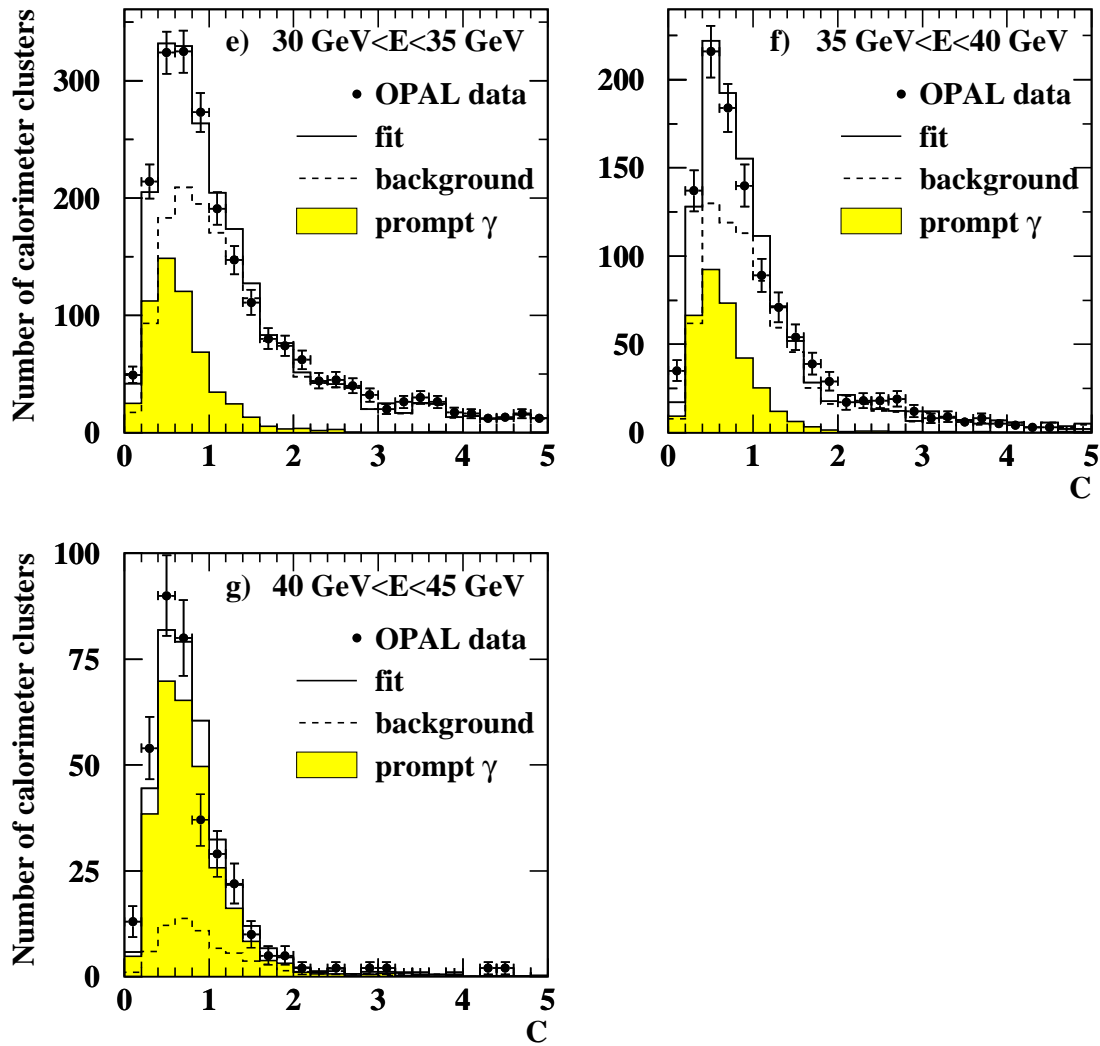 Number of calorimeter clusters
e) 30 GeV<E<35 GeV
OPAL data
fit
background
prompt γ
300
200
100
0
0 1 2 3 4 5
C
f) 35 GeV<E<40 GeV
OPAL data
fit
background
prompt γ
200
150
100
50
0
0 1 2 3 4 5
C
Number of calorimeter clusters
g) 40 GeV<E<45 GeV
OPAL data
fit
background
prompt γ
100
75
50
25
0
0 1 2 3 4 5
C